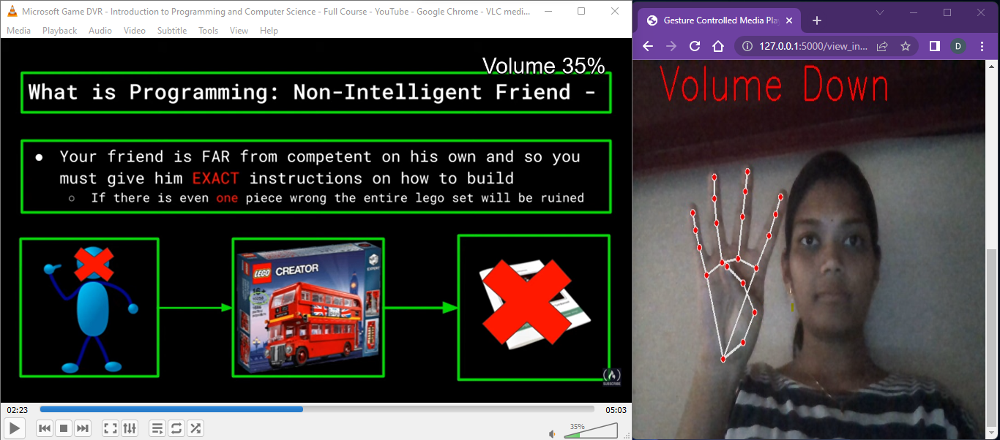 Microsoft Game DVR - Introduction to Programming and Computer Science - Full Course - YouTube - Google Chrome - VLC medi...
Media Playback Audio Video Subtitle Tools View Help
Volume 35%
What is Programming: Non-Intelligent Friend -
● Your friend is FAR from competent on his own and so you
must give him EXACT instructions on how to build
○ If there is even one piece wrong the entire lego set will be ruined
LEGO CREATOR
EXPERT
16+
SUBSCRIBE
02:23
05:03
35%
Gesture Controlled Media Pla
127.0.0.1:5000/view_in...
D
Volume Down